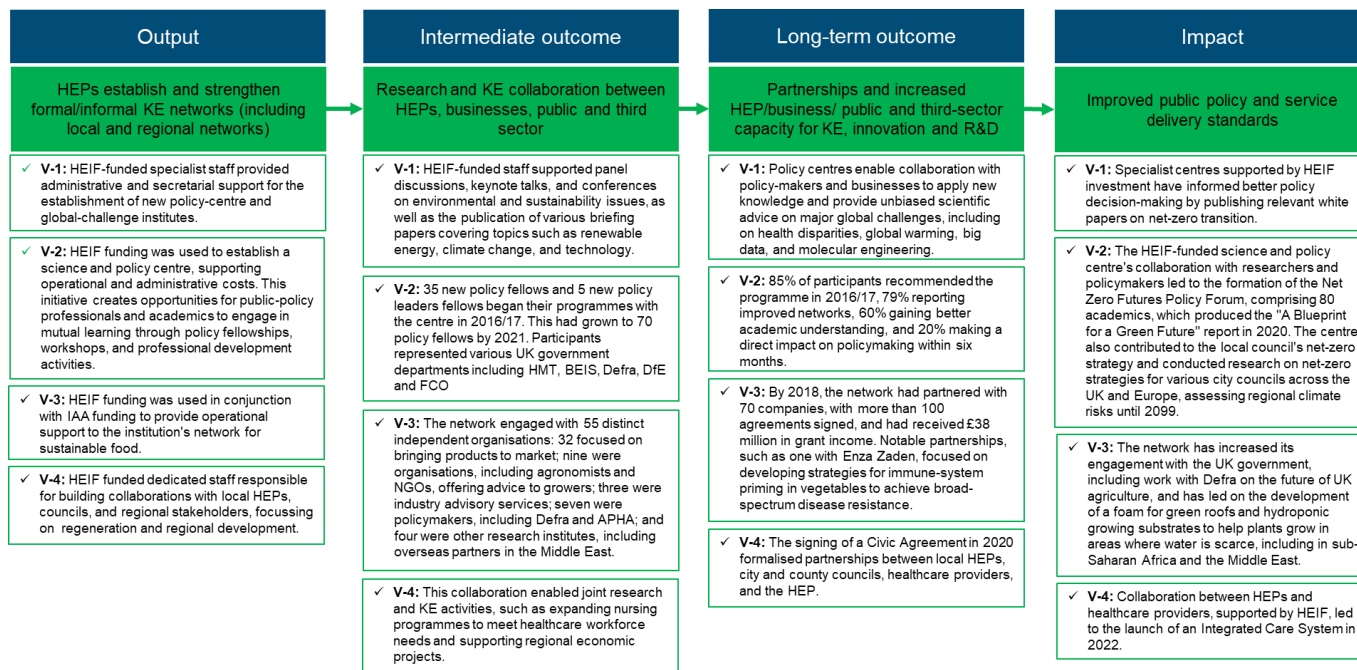 Output
HEPs establish and strengthen
formal/informal KE networks (including
local and regional networks)
✓ V-1: HEIF-funded specialist staff provided
administrative and secretarial support for the
establishment of new policy-centre and
global-challenge institutes.
✓ V-2: HEIF funding was used to establish a
science and policy centre, supporting
operational and administrative costs. This
initiative creates opportunities for public-policy
professionals and academics to engage in
mutual learning through policy fellowships,
workshops, and professional development
activities.
✓ V-3: HEIF funding was used in conjunction
with IAA funding to provide operational
support to the institution's network for
sustainable food.
✓ V-4: HEIF funded dedicated staff responsible
for building collaborations with local HEPs,
councils, and regional stakeholders, focussing
on regeneration and regional development.
Intermediate outcome
Research and KE collaboration between
HEPs, businesses, public and third
sector
✓ V-1: HEIF-funded staff supported panel
discussions, keynote talks, and conferences
on environmental and sustainability issues, as
well as the publication of various briefing
papers covering topics such as renewable
energy, climate change, and technology.
✓ V-2: 35 new policy fellows and 5 new policy
leaders fellows began their programmes with
the centre in 2016/17. This had grown to 70
policy fellows by 2021. Participants
represented various UK government
departments including HMT, BEIS, Defra, DfE
and FCO
✓ V-3: The network engaged with 55 distinct
independent organisations: 32 focused on
bringing products to market; nine were
organisations, including agronomists and
NGOs, offering advice to growers; three were
industry advisory services; seven were
policymakers, including Defra and APHA; and
four were other research institutes, including
overseas partners in the Middle East.
✓ V-4: This collaboration enabled joint research
and KE activities, such as expanding nursing
programmes to meet healthcare workforce
needs and supporting regional economic
projects.
Long-term outcome
Partnerships and increased
HEP/business/ public and third-sector
capacity for KE, innovation and R&D
✓ V-1: Policy centres enable collaboration with
policy-makers and businesses to apply new
knowledge and provide unbiased scientific
advice on major global challenges, including
on health disparities, global warming, big
data, and molecular engineering.
✓ V-2: 85% of participants recommended the
programme in 2016/17, 79% reporting
improved networks, 60% gaining better
academic understanding, and 20% making a
direct impact on policymaking within six
months.
✓ V-3: By 2018, the network had partnered with
70 companies, with more than 100
agreements signed, and had received £38
million in grant income. Notable partnerships,
such as one with Enza Zaden, focused on
developing strategies for immune-system
priming in vegetables to achieve broad-
spectrum disease resistance.
✓ V-4: The signing of a Civic Agreement in 2020
formalised partnerships between local HEPs,
city and county councils, healthcare providers,
and the HEP.
Impact
Improved public policy and service
delivery standards
✓ V-1: Specialist centres supported by HEIF
investment have informed better policy
decision-making by publishing relevant white
papers on net-zero transition.
✓ V-2: The HEIF-funded science and policy
centre's collaboration with researchers and
policymakers led to the formation of the Net
Zero Futures Policy Forum, comprising 80
academics, which produced the "A Blueprint
for a Green Future" report in 2020. The centre
also contributed to the local council's net-zero
strategy and conducted research on net-zero
strategies for various city councils across the
UK and Europe, assessing regional climate
risks until 2099.
✓ V-3: The network has increased its
engagement with the UK government,
including work with Defra on the future of UK
agriculture, and has led on the development
of a foam for green roofs and hydroponic
growing substrates to help plants grow in
areas where water is scarce, including in sub-
Saharan Africa and the Middle East.
✓ V-4: Collaboration between HEPs and
healthcare providers, supported by HEIF, led
to the launch of an Integrated Care System in
2022.